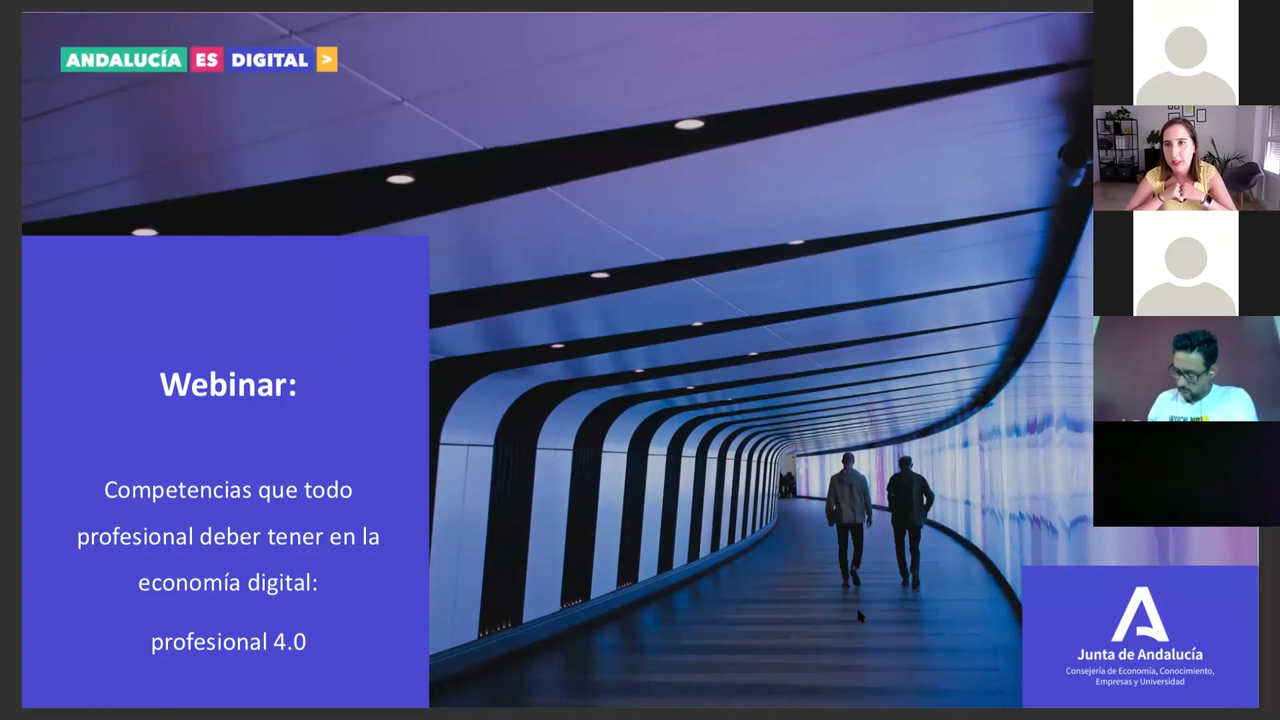 ANDALUCÍA ES DIGITAL >
Webinar:
Competencias que todo
profesional deber tener en la
economía digital:
profesional 4.0
Junta de Andalucía
Consejería de Economía, Conocimiento,
Empresas y Universidad